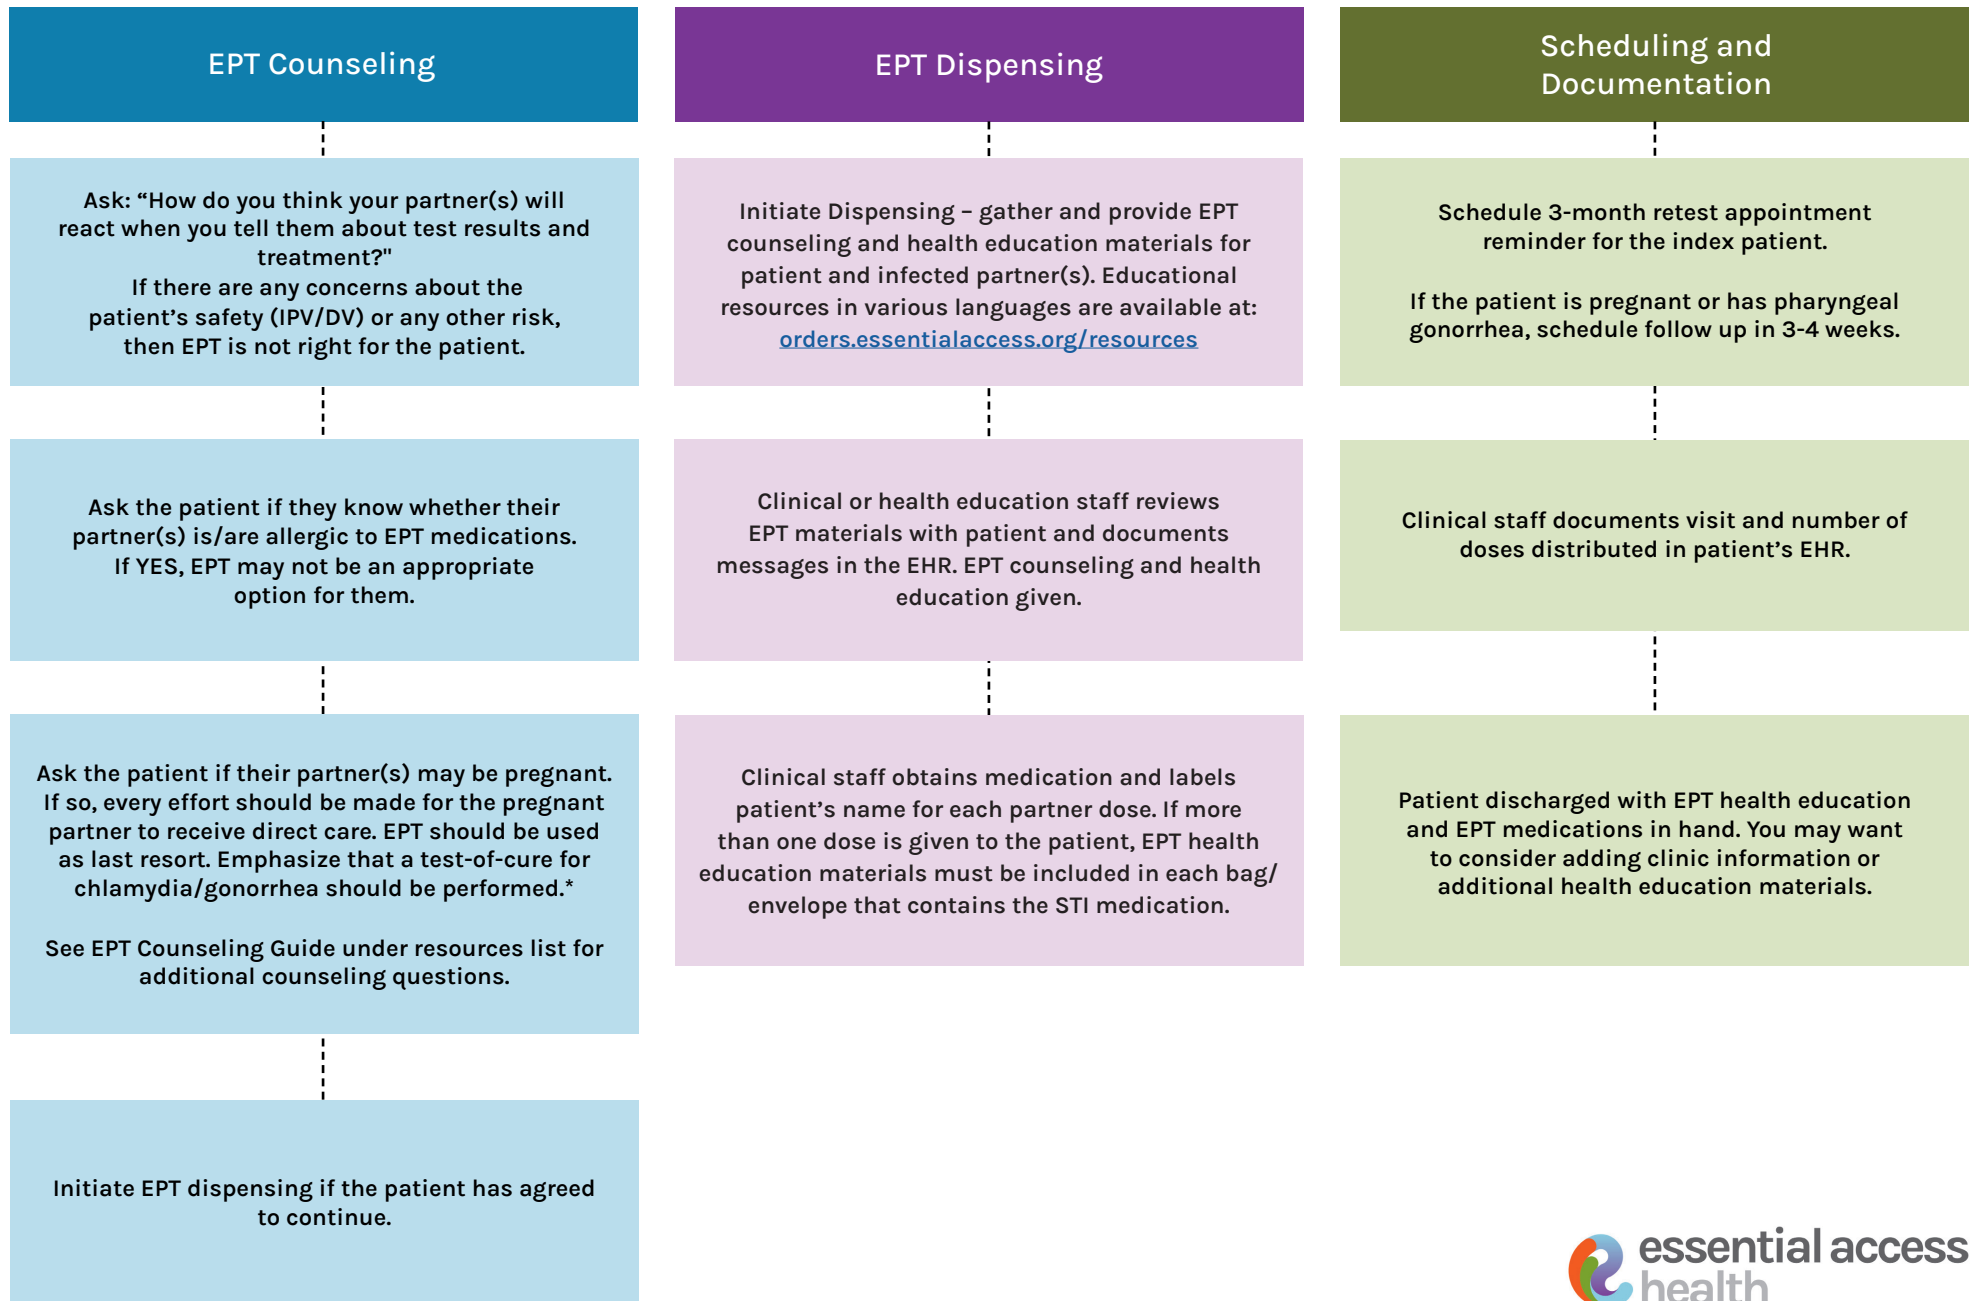 EPT Counseling
Ask: “How do you think your partner(s) will
react when you tell them about test results and
treatment?"
If there are any concerns about the
patient’s safety (IPV/DV) or any other risk,
then EPT is not right for the patient.
Ask the patient if they know whether their
partner(s) is/are allergic to EPT medications.
If YES, EPT may not be an appropriate
option for them.
Ask the patient if their partner(s) may be pregnant.
If so, every effort should be made for the pregnant
partner to receive direct care. EPT should be used
as last resort. Emphasize that a test-of-cure for
chlamydia/gonorrhea should be performed.*
See EPT Counseling Guide under resources list for
additional counseling questions.
Initiate EPT dispensing if the patient has agreed
to continue.
EPT Dispensing
Initiate Dispensing – gather and provide EPT
counseling and health education materials for
patient and infected partner(s). Educational
resources in various languages are available at:
orders.essentialaccess.org/resources
Clinical or health education staff reviews
EPT materials with patient and documents
messages in the EHR. EPT counseling and health
education given.
Clinical staff obtains medication and labels
patient’s name for each partner dose. If more
than one dose is given to the patient, EPT health
education materials must be included in each bag/
envelope that contains the STI medication.
Scheduling and
Documentation
Schedule 3-month retest appointment
reminder for the index patient.
If the patient is pregnant or has pharyngeal
gonorrhea, schedule follow up in 3-4 weeks.
Clinical staff documents visit and number of
doses distributed in patient’s EHR.
Patient discharged with EPT health education
and EPT medications in hand. You may want
to consider adding clinic information or
additional health education materials.
essential access
health